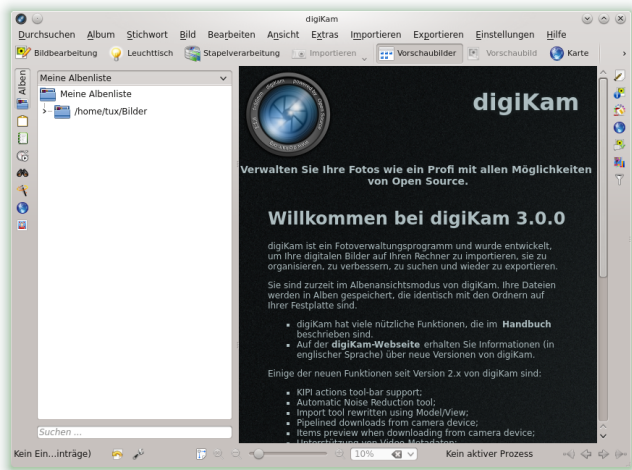 digiKam
Durchsuchen Album Stichwort Bild Bearbeiten Ansicht Extras Importieren Exportieren Einstellungen Hilfe
Bildbearbeitung Leuchttisch Stapelverarbeitung Importieren Vorschaubilder Vorschaubild Karte
Alben
Meine Albenliste
Meine Albenliste
/home/tux/Bilder
digiKam
Verwalten Sie Ihre Fotos wie ein Profi mit allen Möglichkeiten
von Open Source.
Willkommen bei digiKam 3.0.0
digiKam ist ein Fotoverwaltungsprogramm und wurde entwickelt,
um Ihre digitalen Bilder auf Ihren Rechner zu importieren, sie zu
organisieren, zu verbessern, zu suchen und wieder zu exportieren.
Sie sind zurzeit im Albenansichtsmodus von digiKam. Ihre Dateien
werden in Alben gespeichert, die identisch mit den Ordnern auf
Ihrer Festplatte sind.
digiKam hat viele nützliche Funktionen, die im Handbuch
beschrieben sind.
Auf der digiKam-Webseite erhalten Sie Informationen (in
englischer Sprache) über neue Versionen von digiKam.
Einige der neuen Funktionen seit Version 2.x von digiKam sind:
KIPI actions tool-bar support;
Automatic Noise Reduction tool;
Import tool rewritten using Model/View;
Pipelined downloads from camera device;
Items preview when downloading from camera device;
Unterstützung von Video-Metadaten;
Suchen ...
Kein Ein...inträge) 10% Kein aktiver Prozess